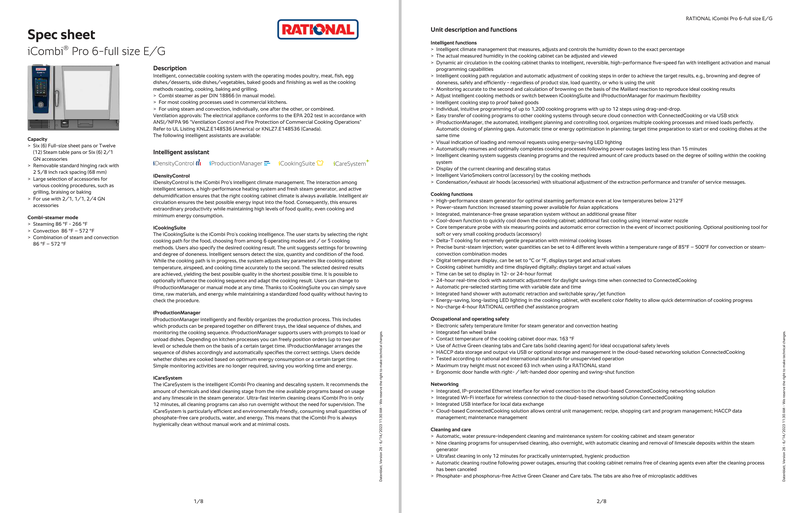 Spec sheet
iCombi® Pro 6-full size E/G
RATIONAL
Capacity
> Six (6) Full-size sheet pans or Twelve
(12) Steam table pans or Six (6) 2/1
GN accessories
> Removable standard hinging rack with
2 5/8 inch rack spacing (68 mm)
> Large selection of accessories for
various cooking procedures, such as
grilling, braising or baking
> For use with 2/1, 1/1, 2/4 GN
accessories
Combi-steamer mode
> Steaming 86 °F - 266 °F
> Convection 86 °F – 572 °F
> Combination of steam and convection
86 °F – 572 °F
Description
Intelligent, connectable cooking system with the operating modes poultry, meat, fish, egg
dishes/desserts, side dishes/vegetables, baked goods and finishing as well as the cooking
methods roasting, cooking, baking and grilling.
> Combi steamer as per DIN 18866 (in manual mode).
> For most cooking processes used in commercial kitchens.
> For using steam and convection, individually, one after the other, or combined.
Ventilation approvals. The electrical appliance conforms to the EPA 202 test in accordance with
ANSI/NFPA 96 "Ventilation Control and Fire Protection of Commercial Cooking Operations"
Refer to UL Listing KNLZ.E148536 (America) or KNLZ7.E148536 (Canada).
The following intelligent assistants are available:
Intelligent assistant
iDensityControl iProductionManager iCookingSuite iCareSystem
iDensityControl
iDensityControl is the iCombi Pro's intelligent climate management. The interaction among
intelligent sensors, a high-performance heating system and fresh steam generator, and active
dehumidification ensures that the right cooking cabinet climate is always available. Intelligent air
circulation ensures the best possible energy input into the food. Consequently, this ensures
extraordinary productivity while maintaining high levels of food quality, even cooking and
minimum energy consumption.
iCookingSuite
The iCookingSuite is the iCombi Pro's cooking intelligence. The user starts by selecting the right
cooking path for the food, choosing from among 6 operating modes and / or 5 cooking
methods. Users also specify the desired cooking result. The unit suggests settings for browning
and degree of doneness. Intelligent sensors detect the size, quantity and condition of the food.
While the cooking path is in progress, the system adjusts key parameters like cooking cabinet
temperature, airspeed, and cooking time accurately to the second. The selected desired results
are achieved, yielding the best possible quality in the shortest possible time. It is possible to
optionally influence the cooking sequence and adapt the cooking result. Users can change to
iProductionManager or manual mode at any time. Thanks to iCookingSuite you can simply save
time, raw materials, and energy while maintaining a standardized food quality without having to
check the procedure.
iProductionManager
iProductionManager intelligently and flexibly organizes the production process. This includes
which products can be prepared together on different trays, the ideal sequence of dishes, and
monitoring the cooking sequence. iProductionManager supports users with prompts to load or
unload dishes. Depending on kitchen processes you can freely position orders (up to two per
level) or schedule them on the basis of a certain target time. iProductionManager arranges the
sequence of dishes accordingly and automatically specifies the correct settings. Users decide
whether dishes are cooked based on optimum energy consumption or a certain target time.
Simple monitoring activities are no longer required, saving you working time and energy.
iCareSystem
The iCareSystem is the intelligent iCombi Pro cleaning and descaling system. It recommends the
amount of chemicals and ideal cleaning stage from the nine available programs based on usage
and any limescale in the steam generator. Ultra-fast interim cleaning cleans iCombi Pro in only
12 minutes, all cleaning programs can also run overnight without the need for supervision. The
iCareSystem is particularly efficient and environmentally friendly, consuming small quantities of
phosphate-free care products, water, and energy. This means that the iCombi Pro is always
hygienically clean without manual work and at minimal costs.
1/8
RATIONAL iCombi Pro 6-full size E/G
Unit description and functions
Intelligent functions
> Intelligent climate management that measures, adjusts and controls the humidity down to the exact percentage
> The actual measured humidity in the cooking cabinet can be adjusted and viewed
> Dynamic air circulation in the cooking cabinet thanks to intelligent, reversible, high-performance five-speed fan with intelligent activation and manual
programming capabilities
> Intelligent cooking path regulation and automatic adjustment of cooking steps in order to achieve the target results, e.g., browning and degree of
doneness, safely and efficiently - regardless of product size, load quantity, or who is using the unit
> Monitoring accurate to the second and calculation of browning on the basis of the Maillard reaction to reproduce ideal cooking results
> Adjust intelligent cooking methods or switch between iCookingSuite and iProductionManager for maximum flexibility
> Intelligent cooking step to proof baked goods
> Individual, intuitive programming of up to 1,200 cooking programs with up to 12 steps using drag-and-drop.
> Easy transfer of cooking programs to other cooking systems through secure cloud connection with ConnectedCooking or via USB stick
> iProductionManager, the automated, intelligent planning and controlling tool, organizes multiple cooking processes and mixed loads perfectly.
Automatic closing of planning gaps. Automatic time or energy optimization in planning; target time preparation to start or end cooking dishes at the
same time
> Visual indication of loading and removal requests using energy-saving LED lighting
> Automatically resumes and optimally completes cooking processes following power outages lasting less than 15 minutes
> Intelligent cleaning system suggests cleaning programs and the required amount of care products based on the degree of soiling within the cooking
system
> Display of the current cleaning and descaling status
> Intelligent VarioSmokers control (accessory) by the cooking methods
> Condensation/exhaust air hoods (accessories) with situational adjustment of the extraction performance and transfer of service messages.
Cooking functions
> High-performance steam generator for optimal steaming performance even at low temperatures below 212°F
> Power-steam function: increased steaming power available for Asian applications
> Integrated, maintenance-free grease separation system without an additional grease filter
> Cool-down function to quickly cool down the cooking cabinet; additional fast cooling using internal water nozzle
> Core temperature probe with six measuring points and automatic error correction in the event of incorrect positioning. Optional positioning tool for
soft or very small cooking products (accessory)
> Delta-T cooking for extremely gentle preparation with minimal cooking losses
> Precise burst-steam injection; water quantities can be set to 4 different levels within a temperature range of 85°F – 500°F for convection or steam-
convection combination modes
> Digital temperature display, can be set to °C or °F, displays target and actual values
> Cooking cabinet humidity and time displayed digitally; displays target and actual values
> Time can be set to display in 12- or 24-hour format
> 24-hour real-time clock with automatic adjustment for daylight savings time when connected to ConnectedCooking
> Automatic pre-selected starting time with variable date and time
> Integrated hand shower with automatic retraction and switchable spray/jet function
> Energy-saving, long-lasting LED lighting in the cooking cabinet, with excellent color fidelity to allow quick determination of cooking progress
> No-charge 4-hour RATIONAL certified chef assistance program
Occupational and operating safety
> Electronic safety temperature limiter for steam generator and convection heating
> Integrated fan wheel brake
> Contact temperature of the cooking cabinet door max. 163 °F
> Use of Active Green cleaning tabs and Care tabs (solid cleaning agent) for ideal occupational safety levels
> HACCP data storage and output via USB or optional storage and management in the cloud-based networking solution ConnectedCooking
> Tested according to national and international standards for unsupervised operation
> Maximum tray height must not exceed 63 inch when using a RATIONAL stand
> Ergonomic door handle with right- / left-handed door opening and swing-shut function
Networking
> Integrated, IP-protected Ethernet interface for wired connection to the cloud-based ConnectedCooking networking solution
> Integrated Wi-Fi interface for wireless connection to the cloud-based networking solution ConnectedCooking
> Integrated USB interface for local data exchange
> Cloud-based ConnectedCooking solution allows central unit management; recipe, shopping cart and program management; HACCP data
management; maintenance management
Cleaning and care
> Automatic, water pressure-independent cleaning and maintenance system for cooking cabinet and steam generator
> Nine cleaning programs for unsupervised cleaning, also overnight, with automatic cleaning and removal of limescale deposits within the steam
generator
> Ultrafast cleaning in only 12 minutes for practically uninterrupted, hygienic production
> Automatic cleaning routine following power outages, ensuring that cooking cabinet remains free of cleaning agents even after the cleaning process
has been canceled
> Phosphate- and phosphorus-free Active Green Cleaner and Care tabs. The tabs are also free of microplastic additives
2/8